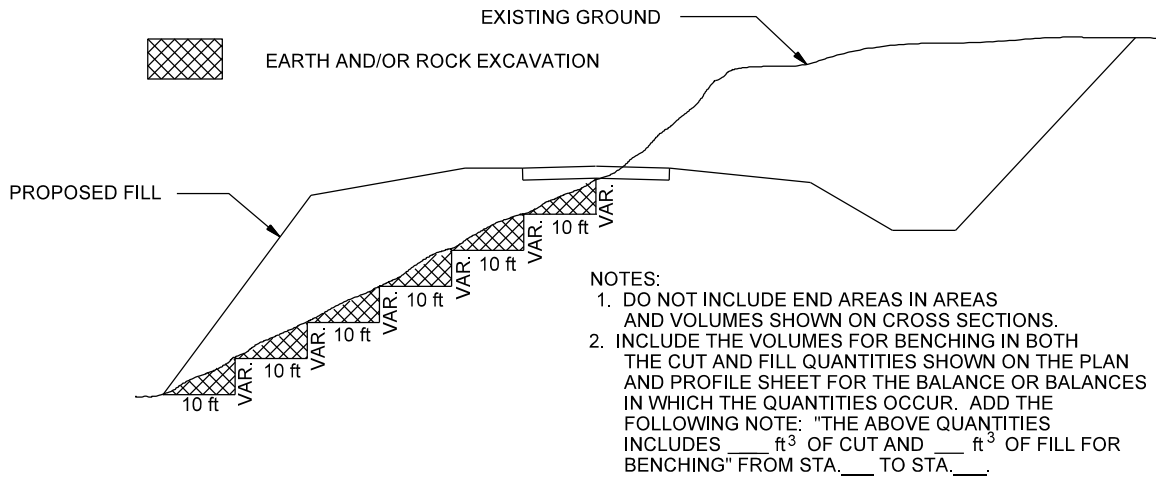 EXISTING GROUND
EARTH AND/OR ROCK EXCAVATION
PROPOSED FILL
VAR.
10 ft
VAR.
10 ft
VAR.
10 ft
VAR.
10 ft
VAR.
10 ft
VAR.
10 ft
NOTES:
1. DO NOT INCLUDE END AREAS IN AREAS
AND VOLUMES SHOWN ON CROSS SECTIONS.
2. INCLUDE THE VOLUMES FOR BENCHING IN BOTH
THE CUT AND FILL QUANTITIES SHOWN ON THE PLAN
AND PROFILE SHEET FOR THE BALANCE OR BALANCES
IN WHICH THE QUANTITIES OCCUR. ADD THE
FOLLOWING NOTE: "THE ABOVE QUANTITIES
INCLUDES ____ ft³ OF CUT AND ___ ft³ OF FILL FOR
BENCHING" FROM STA.___ TO STA.___.